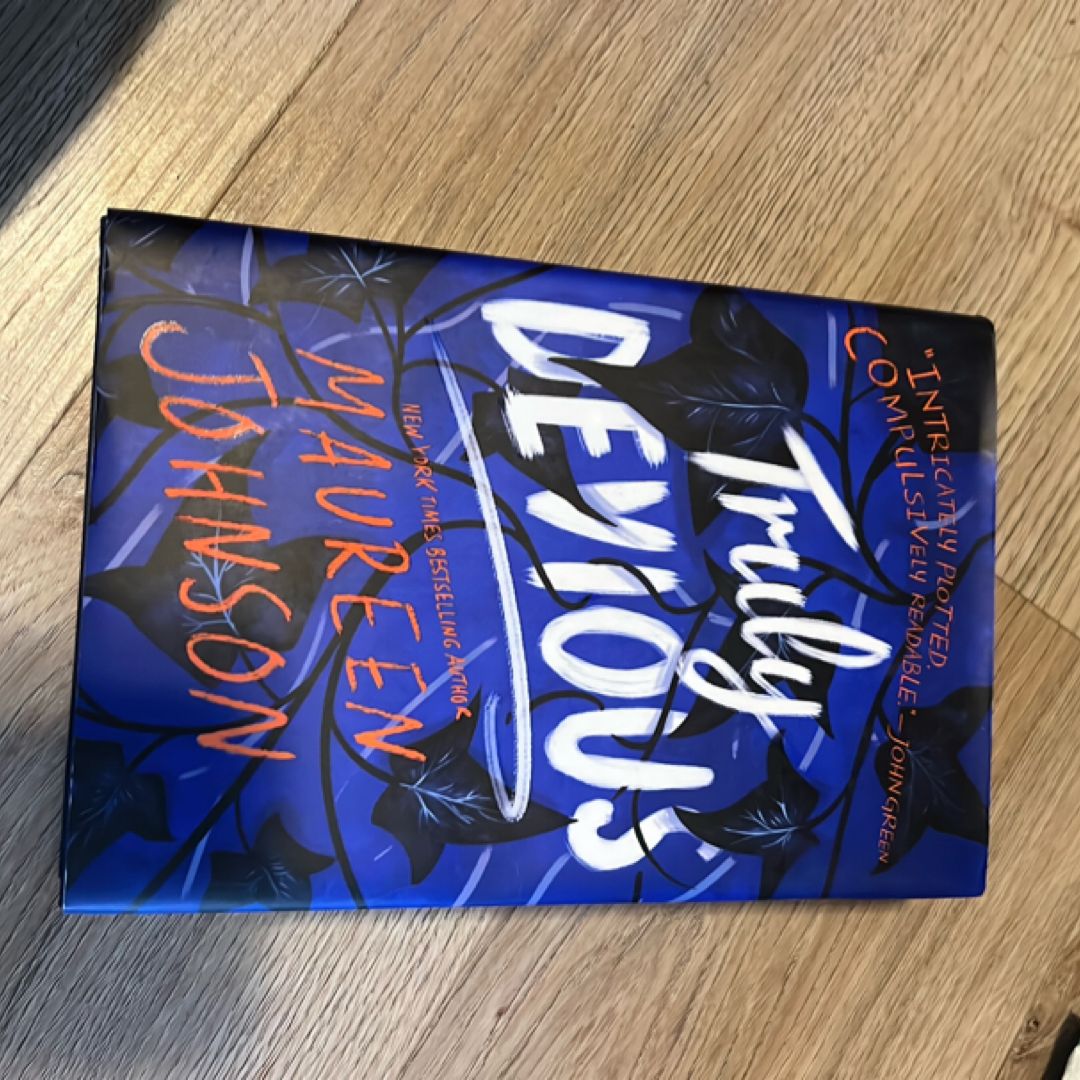 "INTRICATELY PLOTTED,
COMPULSIVELY READABLE."—JOHN GREEN
Truly
DEVIOUS
NEW YORK TIMES BESTSELLING AUTHOR
MAUREEN
JOHNSON